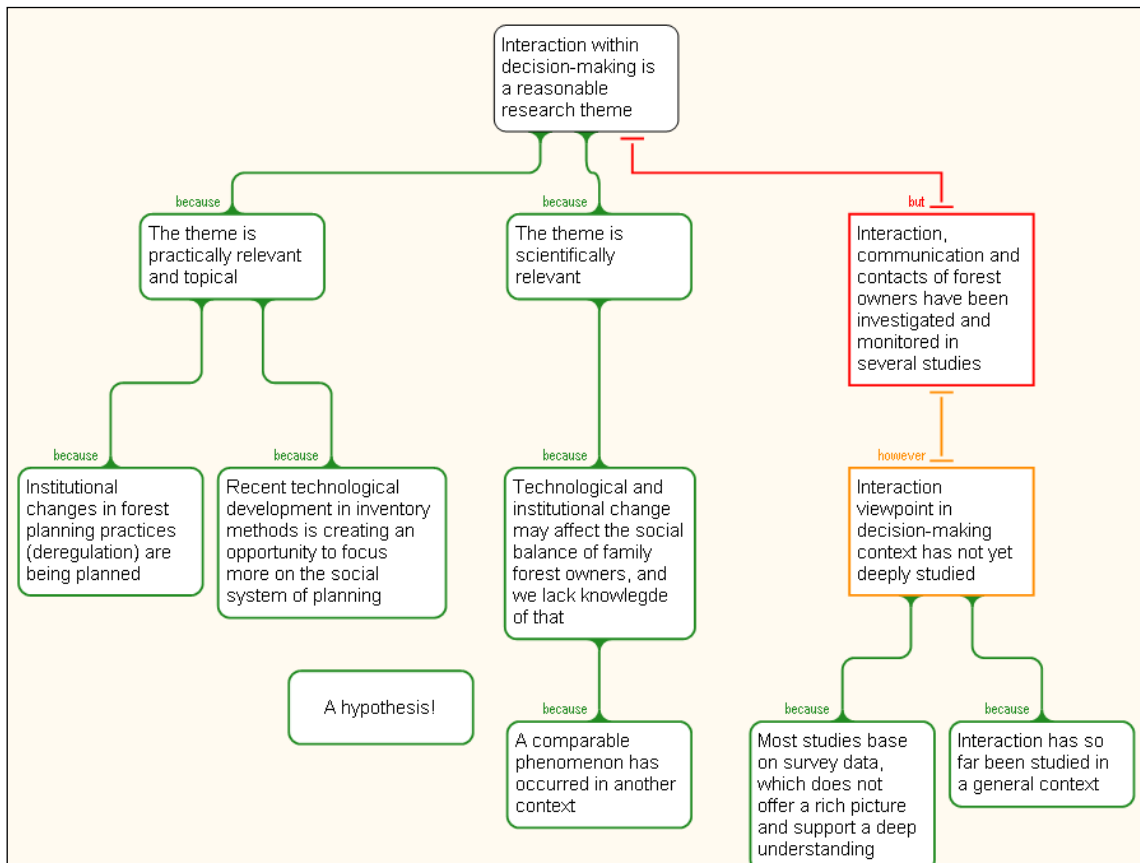 Interaction within
decision-making is
a reasonable
research theme
because
because
but
The theme is
practically relevant
and topical
The theme is
scientifically
relevant
Interaction,
communication and
contacts of forest
owners have been
investigated and
monitored in
several studies
because
because
because
however
Institutional
changes in forest
planning practices
(deregulation) are
being planned
Recent technological
development in inventory
methods is creating an
opportunity to focus
more on the social
system of planning
Technological and
institutional change
may affect the social
balance of family
forest owners, and
we lack knowlegde
of that
Interaction
viewpoint in
decision-making
context has not yet
deeply studied
A hypothesis!
because
because
because
A comparable
phenomenon has
occurred in another
context
Most studies base
on survey data,
which does not
offer a rich picture
and support a deep
understanding
Interaction has so
far been studied in
a general context